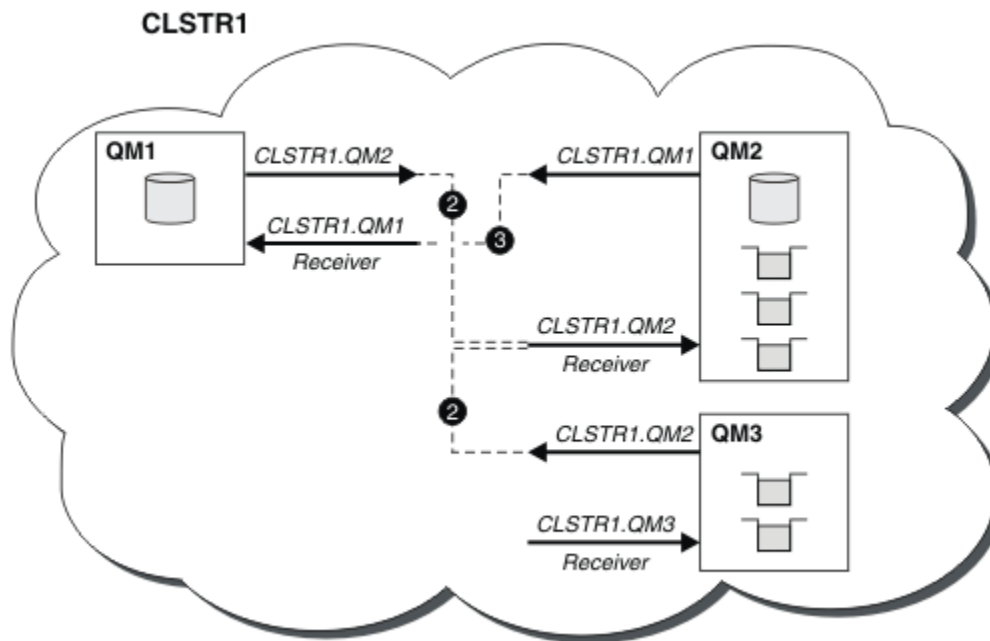 CLSTR1
QM1
CLSTR1.QM2
CLSTR1.QM1
QM2
2
3
CLSTR1.QM1
Receiver
CLSTR1.QM2
Receiver
2
CLSTR1.QM2
QM3
CLSTR1.QM3
Receiver